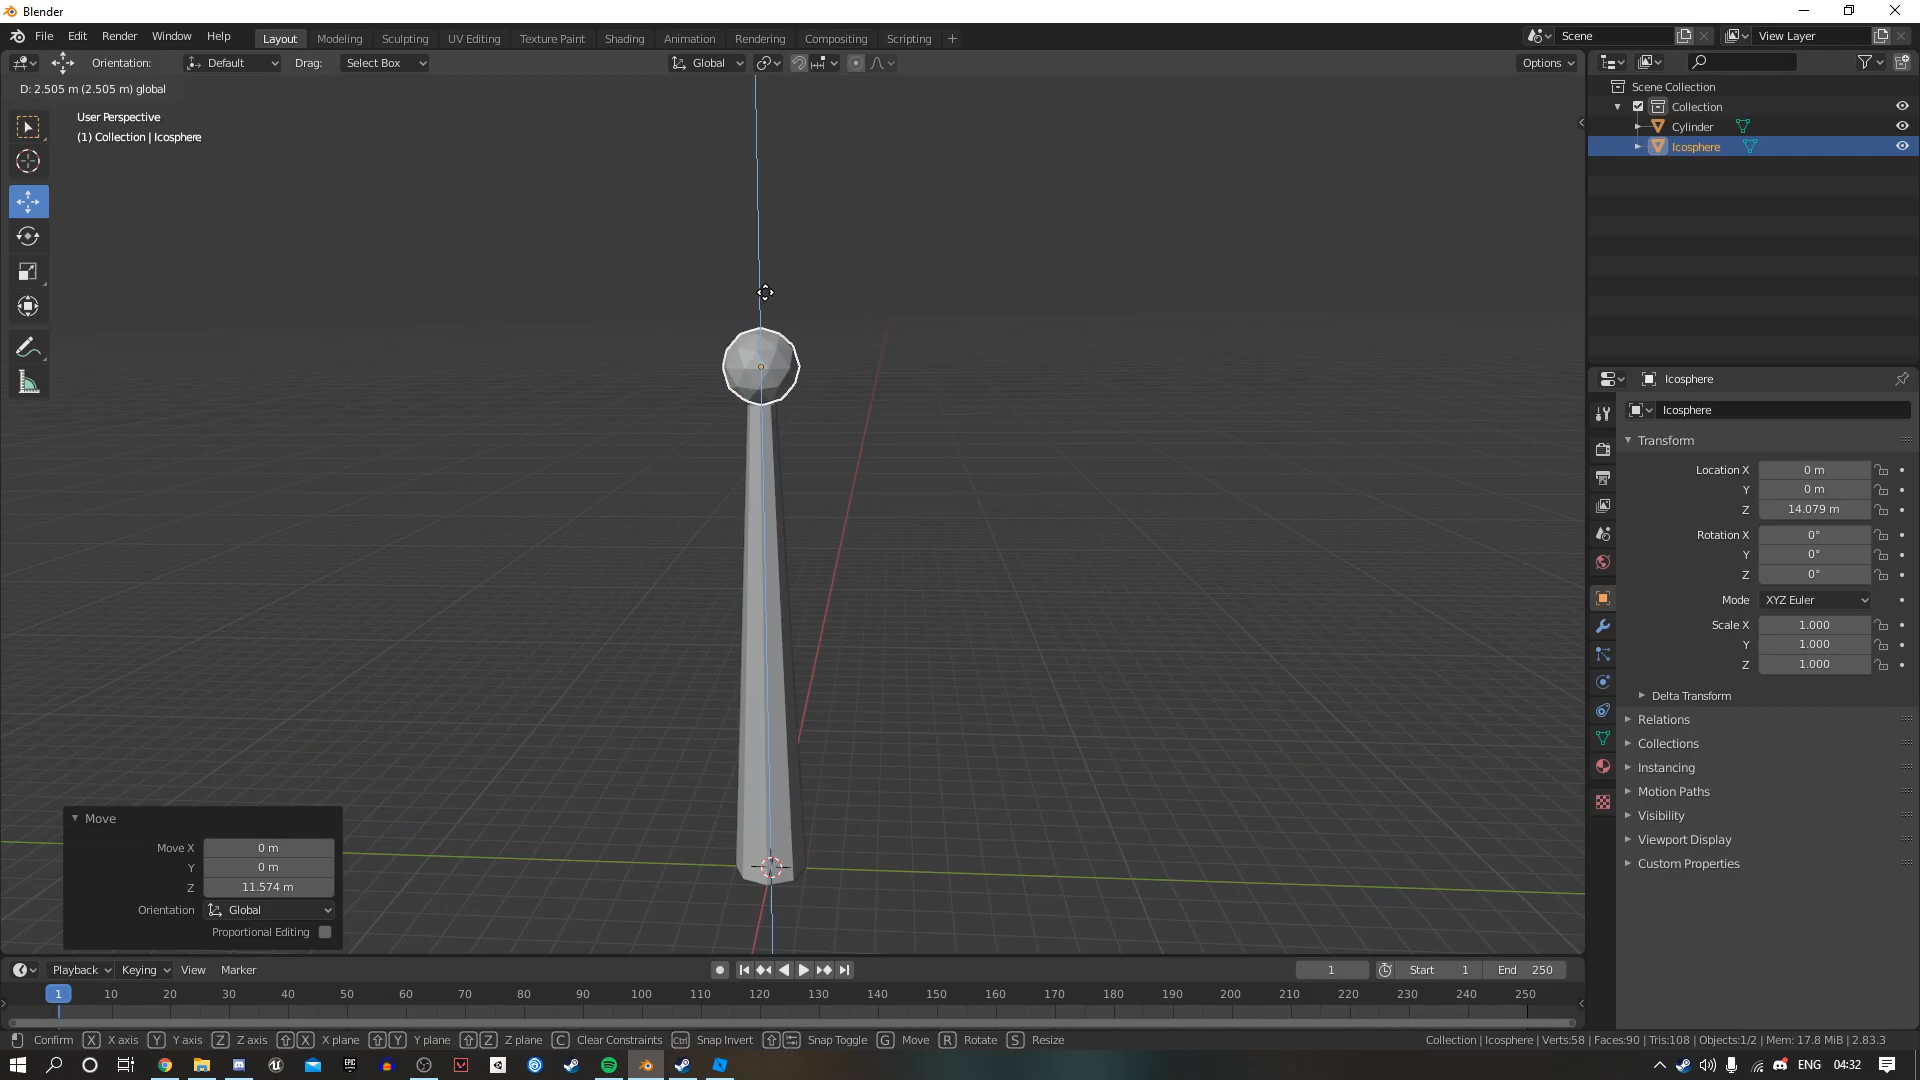 Blender
File Edit Render Window Help
Layout Modeling Sculpting UV Editing Texture Paint Shading Animation Rendering Compositing Scripting +
Scene
View Layer
Orientation: Default Drag: Select Box
Global
Options
D: 2.505 m (2.505 m) global
User Perspective
(1) Collection | Icosphere
Scene Collection
Collection
Cylinder
Icosphere
Icosphere
Icosphere
Transform
Location X 0 m
Y 0 m
Z 14.079 m
Rotation X 0°
Y 0°
Z 0°
Mode XYZ Euler
Scale X 1.000
Y 1.000
Z 1.000
Delta Transform
Relations
Collections
Instancing
Motion Paths
Visibility
Viewport Display
Custom Properties
Move
Move X 0 m
Y 0 m
Z 11.574 m
Orientation Global
Proportional Editing
Playback Keying View Marker
1 Start 1 End 250
1 10 20 30 40 50 60 70 80 90 100 110 120 130 140 150 160 170 180 190 200 210 220 230 240 250
Confirm X X axis Y Y axis Z Z axis X X plane Y Y plane Z Z plane C Clear Constraints Ctrl Snap Invert Snap Toggle G Move R Rotate S Resize
Collection | Icosphere | Verts:58 | Faces:90 | Tris:108 | Objects:1/2 | Mem: 17.8 MiB | 2.83.3
EPIC
ENG 04:32